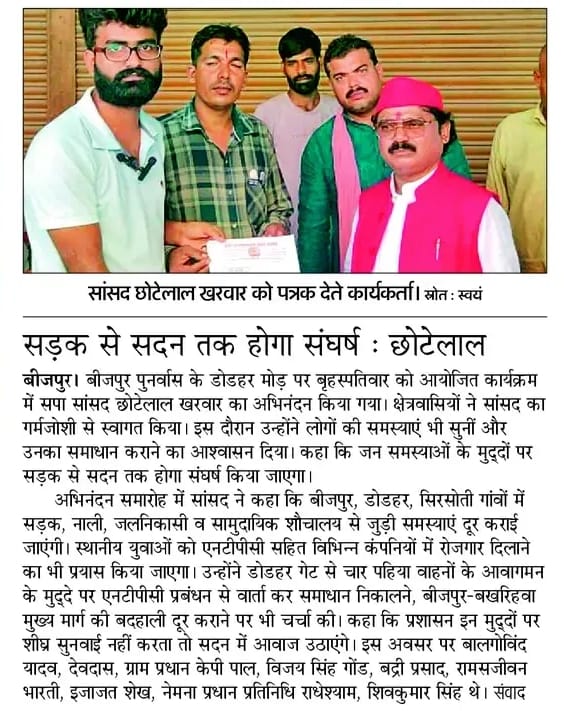 सांसद छोटेलाल खरवार को पत्रक देते कार्यकर्ता। स्रोत : स्वयं
सड़क से सदन तक होगा संघर्ष : छोटेलाल
बीजपुर। बीजपुर पुनर्वास के डोडहर मोड़ पर बृहस्पतिवार को आयोजित कार्यक्रम
में सपा सांसद छोटेलाल खरवार का अभिनंदन किया गया। क्षेत्रवासियों ने सांसद का
गर्मजोशी से स्वागत किया। इस दौरान उन्होंने लोगों की समस्याएं भी सुनीं और
उनका समाधान कराने का आश्वासन दिया। कहा कि जन समस्याओं के मुद्दों पर
सड़क से सदन तक होगा संघर्ष किया जाएगा।
अभिनंदन समारोह में सांसद ने कहा कि बीजपुर, डोडहर, सिरसोती गांवों में
सड़क, नाली, जलनिकासी व सामुदायिक शौचालय से जुड़ी समस्याएं दूर कराई
जाएंगी। स्थानीय युवाओं को एनटीपीसी सहित विभिन्न कंपनियों में रोजगार दिलाने
का भी प्रयास किया जाएगा। उन्होंने डोडहर गेट से चार पहिया वाहनों के आवागमन
के मुद्दे पर एनटीपीसी प्रबंधन से वार्ता कर समाधान निकालने, बीजपुर-बखरिहवा
मुख्य मार्ग की बदहाली दूर कराने पर भी चर्चा की। कहा कि प्रशासन इन मुद्दों पर
शीघ्र सुनवाई नहीं करता तो सदन में आवाज उठाएंगे। इस अवसर पर बालगोविंद
यादव, देवदास, ग्राम प्रधान केपी पाल, विजय सिंह गोंड, बद्री प्रसाद, रामसजीवन
भारती, इजाजत शेख, नेमना प्रधान प्रतिनिधि राधेश्याम, शिवकुमार सिंह थे। संवाद